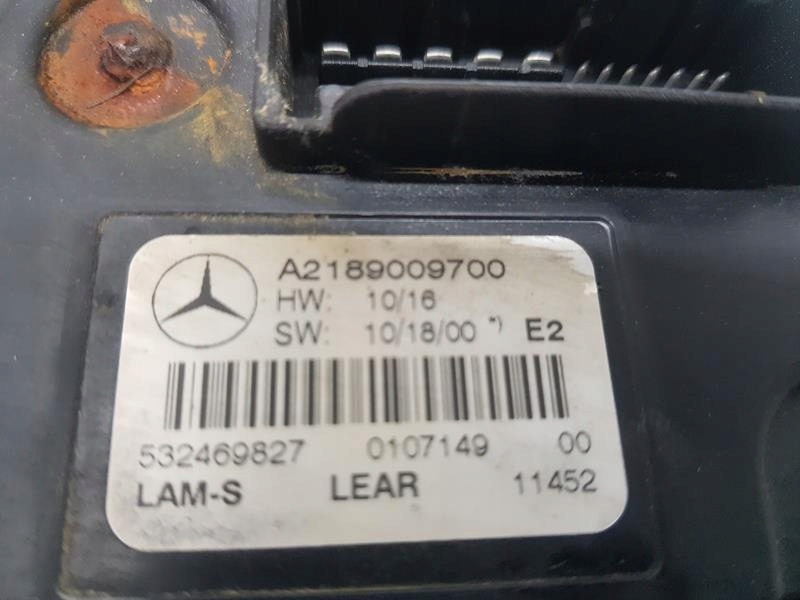 A2189009700
HW: 10/16
SW: 10/18/00 *) E2
532469827 0107149 00
LAM-S LEAR 11452